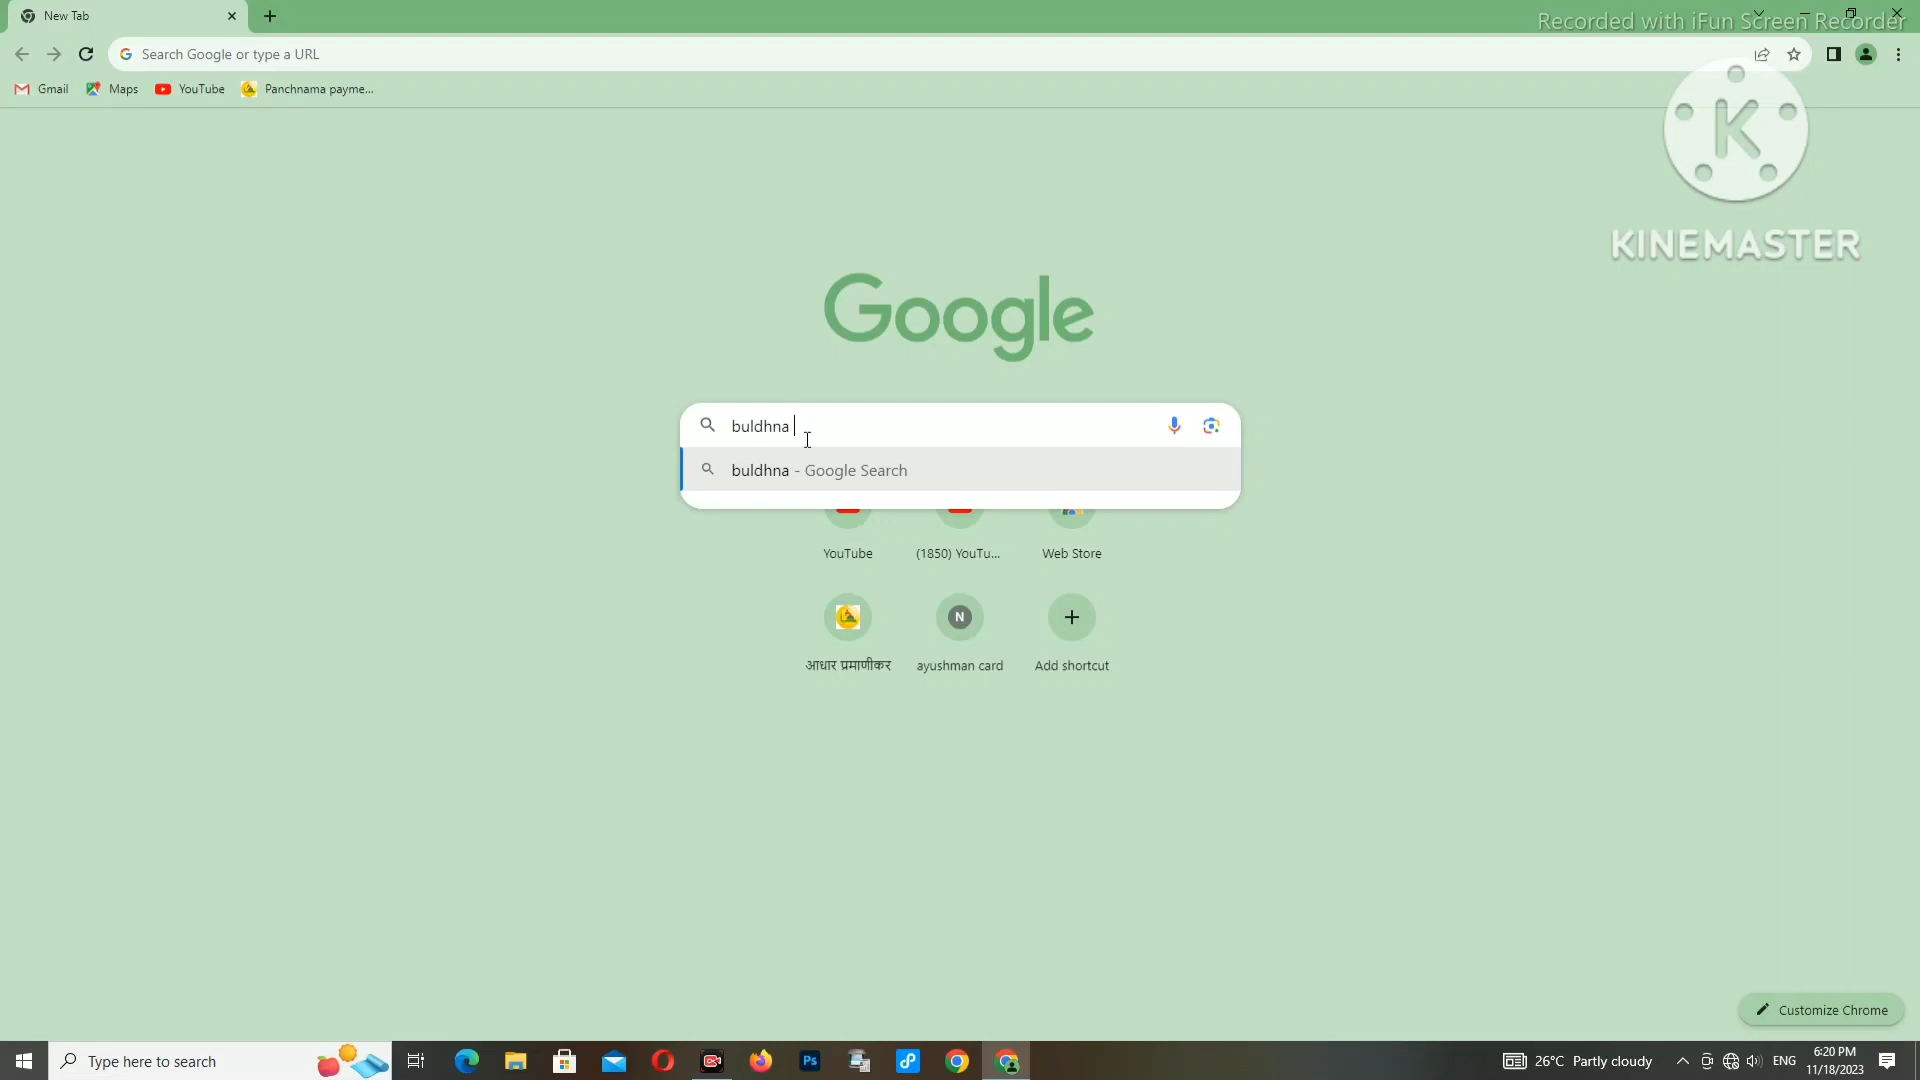 New Tab
Recorded with iFun Screen Recorder
Search Google or type a URL
Gmail
Maps
YouTube
Panchnama payme...
K
KINEMASTER
Google
buldhna
buldhna - Google Search
YouTube
(1850) YouTu...
Web Store
N
आधार प्रमाणीकर
ayushman card
Add shortcut
Customize Chrome
Type here to search
Ps
26°C Partly cloudy
ENG
6:20 PM
11/18/2023